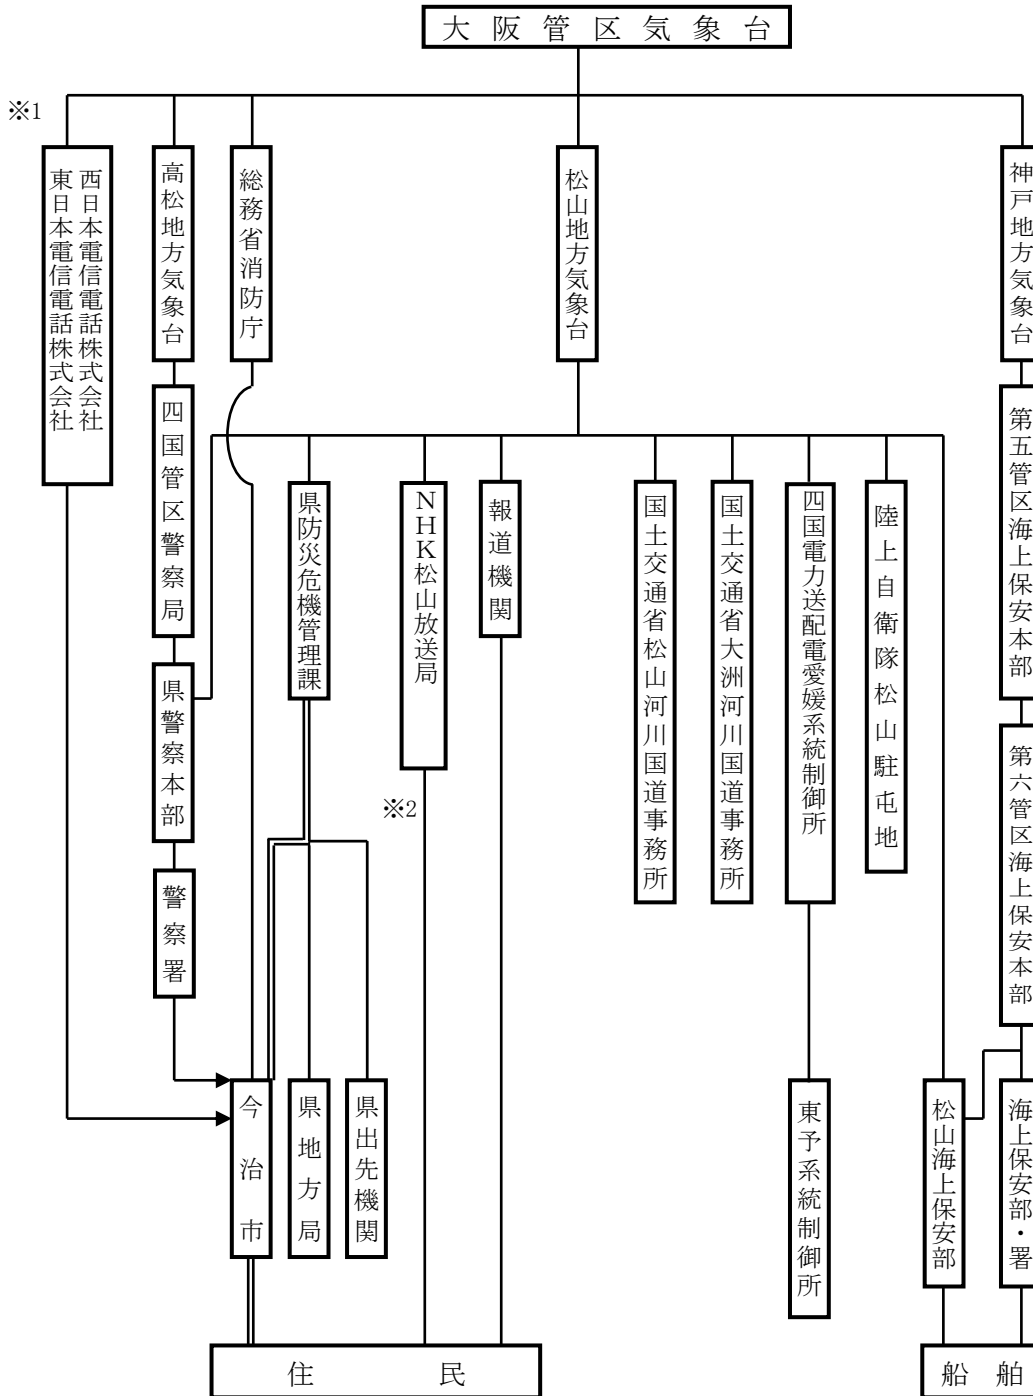 大阪管区気象台
※1
西日本電信電話株式会社
東日本電信電話株式会社
高松地方気象台
総務省消防庁
松山地方気象台
神戸地方気象台
四国管区警察局
県防災危機管理課
NHK松山放送局
報道機関
国土交通省松山河川国道事務所
国土交通省大洲河川国道事務所
四国電力送配電愛媛系統制御所
陸上自衛隊松山駐屯地
第五管区海上保安本部
県警察本部
※2
第六管区海上保安本部
警察署
今治市
県地方局
県出先機関
東予系統制御所
松山海上保安部
海上保安部・署
住民
船舶